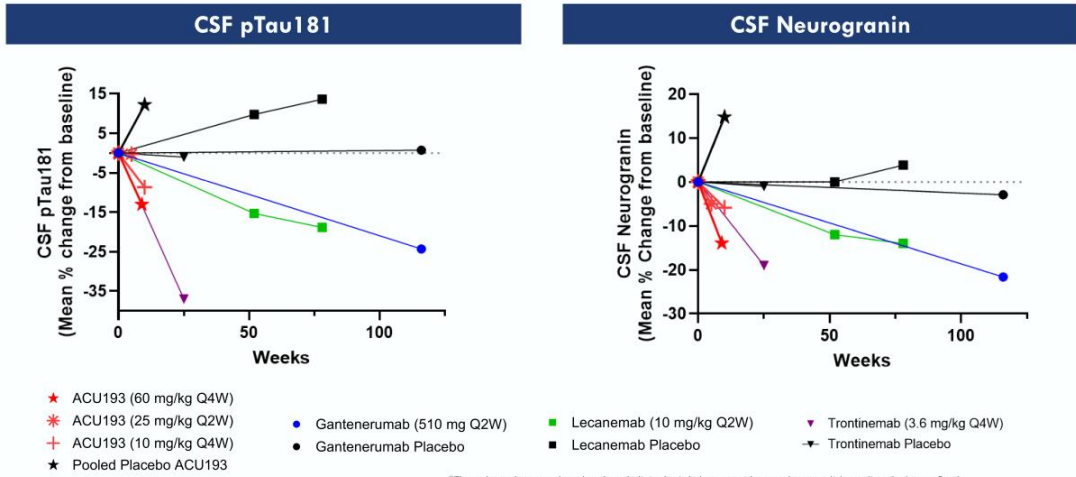 CSF pTau181
CSF Neurogranin
CSF pTau181
(Mean % change from baseline)
15
5
-5
-15
-25
-35
0
50
100
Weeks
CSF Neurogranin
(Mean % Change from baseline)
20
10
0
-10
-20
-30
0
50
100
Weeks
ACU193 (60 mg/kg Q4W)
ACU193 (25 mg/kg Q2W)
ACU193 (10 mg/kg Q4W)
Pooled Placebo ACU193
Gantenerumab (510 mg Q2W)
Gantenerumab Placebo
Lecanemab (10 mg/kg Q2W)
Lecanemab Placebo
Trontinemab (3.6 mg/kg Q4W)
Trontinemab Placebo